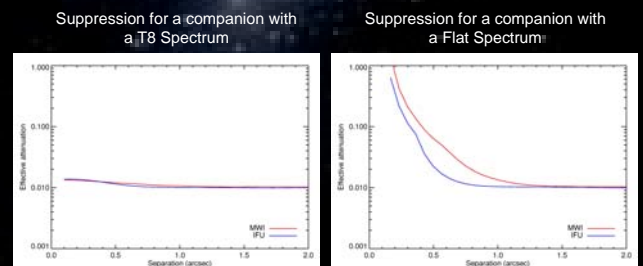 Suppression for a companion with
a T8 Spectrum
Suppression for a companion with
a Flat Spectrum
1.000
0.100
0.010
0.001
Effective attenuation
0.0
0.5
1.0
1.5
2.0
Separation (arcsec)
MWI
IFU
1.000
0.100
0.010
0.001
Effective attenuation
0.0
0.5
1.0
1.5
2.0
Separation (arcsec)
MWI
IFU